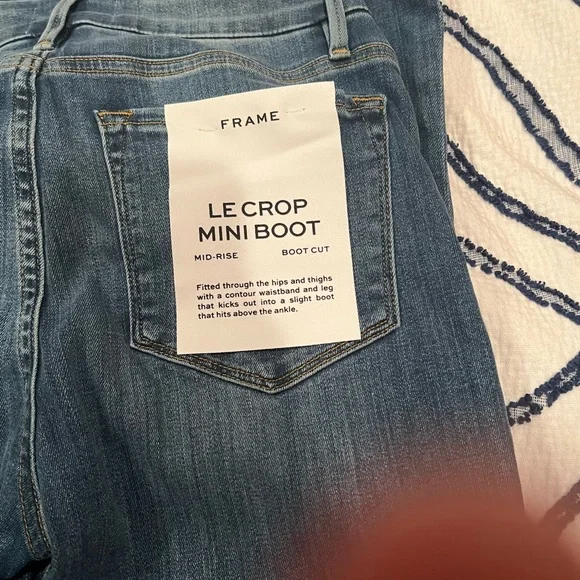 FRAME
LE CROP
MINI BOOT
MID-RISE BOOT CUT
Fitted through the hips and thighs
with a contour waistband and leg
that kicks out into a slight boot
that hits above the ankle.